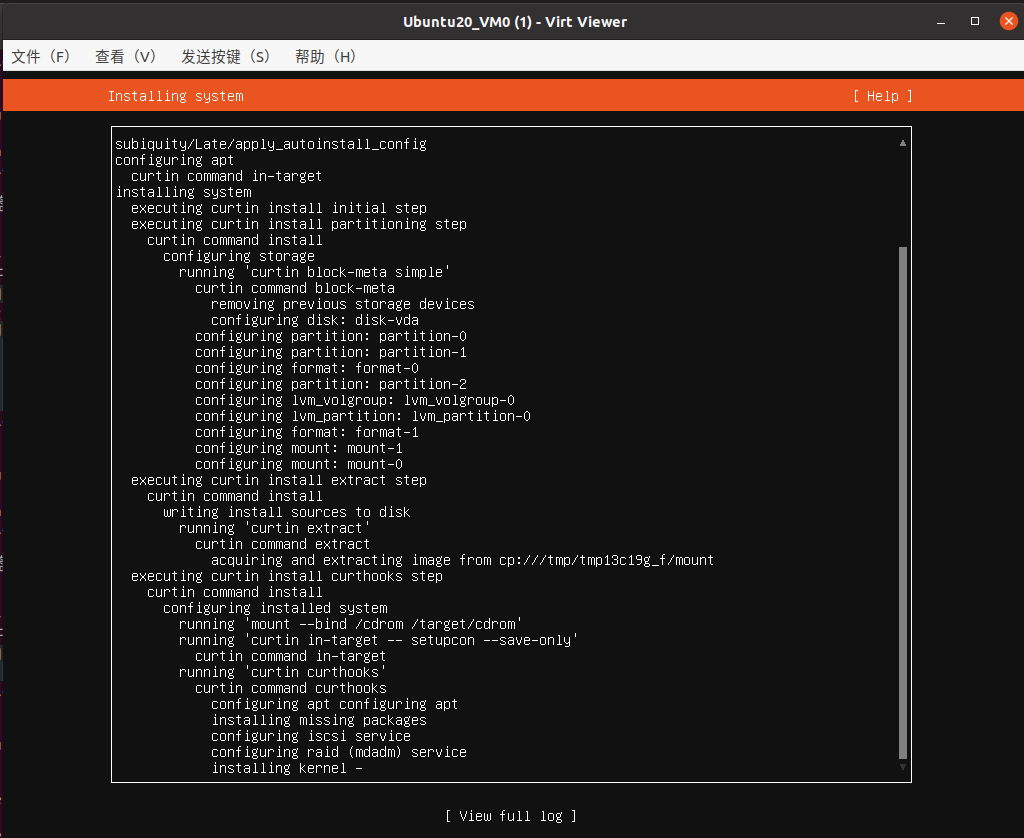 Ubuntu20_VM0 (1) - Virt Viewer
文件（F） 查看（V） 发送按键（S） 帮助（H）
Installing system [ Help ]
subiquity/Late/apply_autoinstall_config
configuring apt
curtin command in-target
installing system
executing curtin install initial step
executing curtin install partitioning step
curtin command install
configuring storage
running 'curtin block-meta simple'
curtin command block-meta
removing previous storage devices
configuring disk: disk-vda
configuring partition: partition-0
configuring partition: partition-1
configuring format: format-0
configuring partition: partition-2
configuring lvm_volgroup: lvm_volgroup-0
configuring lvm_partition: lvm_partition-0
configuring format: format-1
configuring mount: mount-1
configuring mount: mount-0
executing curtin install extract step
curtin command install
writing install sources to disk
running 'curtin extract'
curtin command extract
acquiring and extracting image from cp:///tmp/tmp13c19g_f/mount
executing curtin install curthooks step
curtin command install
configuring installed system
running 'mount --bind /cdrom /target/cdrom'
running 'curtin in-target -- setupcon --save-only'
curtin command in-target
running 'curtin curthooks'
curtin command curthooks
configuring apt configuring apt
installing missing packages
configuring iscsi service
configuring raid (mdadm) service
installing kernel -
[ View full log ]